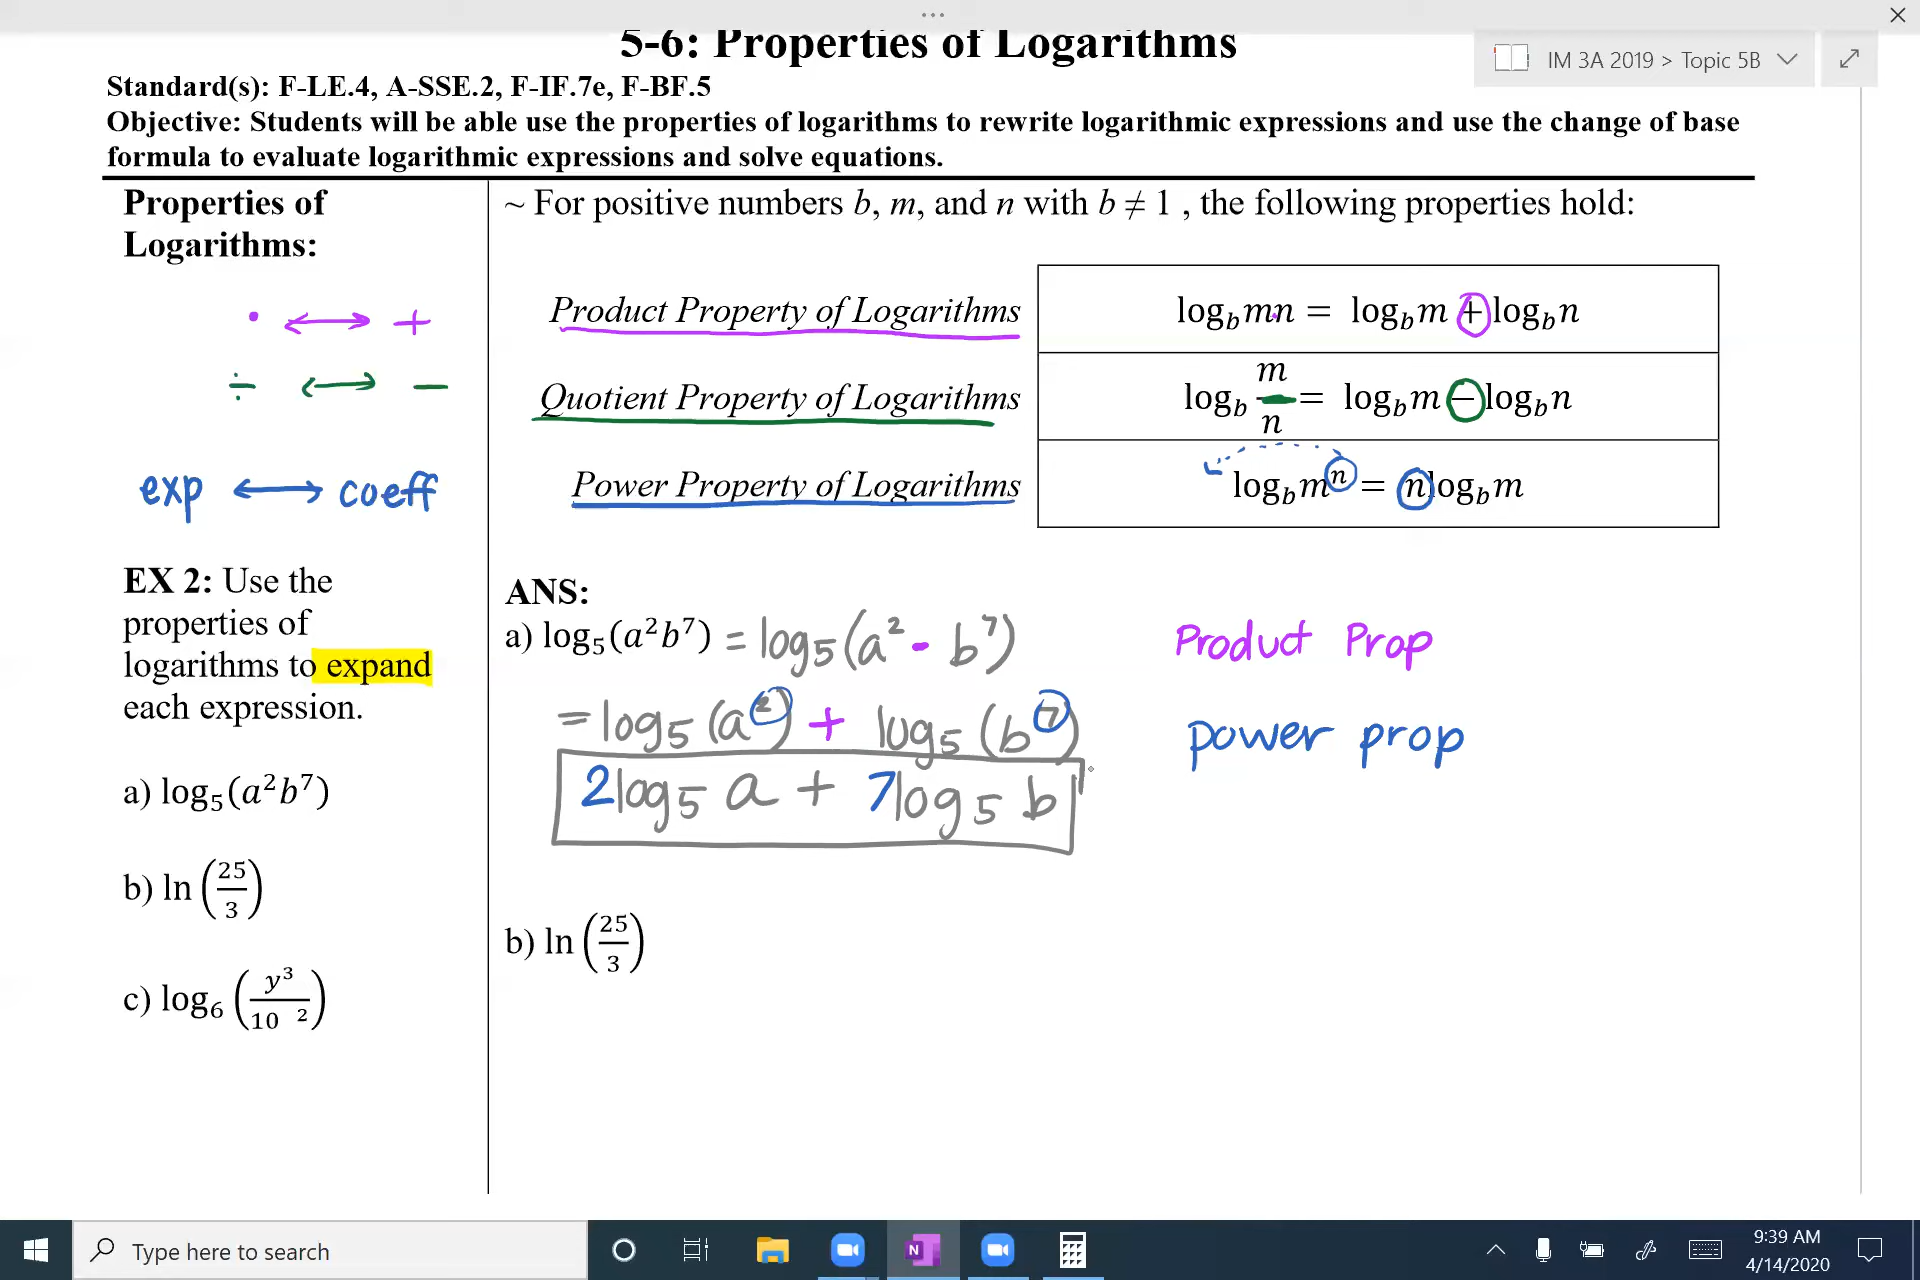 5-6: Properties of Logarithms
IM 3A 2019 > Topic 5B
Standard(s): F-LE.4, A-SSE.2, F-IF.7e, F-BF.5
Objective: Students will be able use the properties of logarithms to rewrite logarithmic expressions and use the change of base
formula to evaluate logarithmic expressions and solve equations.
Properties of
Logarithms:
· ⟷ +
÷ ⟷ −
exp ⟷ coeff
~ For positive numbers b, m, and n with b ≠ 1 , the following properties hold:
Product Property of Logarithms
log_b mn = log_b m + log_b n
Quotient Property of Logarithms
log_b m/n = log_b m − log_b n
Power Property of Logarithms
log_b m^n = n log_b m
EX 2: Use the
properties of
logarithms to expand
each expression.
a) log₅(a²b⁷)
b) ln (25/3)
c) log₆ (y³/10 ²)
ANS:
a) log₅(a²b⁷) = log₅(a² · b⁷)
Product Prop
= log₅(a²) + log₅(b⁷)
power prop
2log₅ a + 7log₅ b
b) ln (25/3)
Type here to search
9:39 AM
4/14/2020